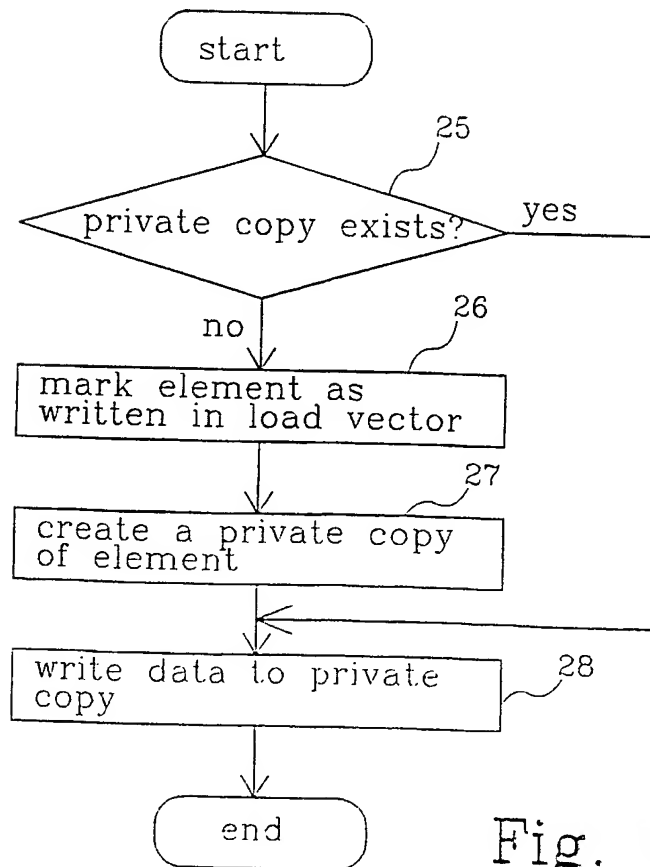 start
25
private copy exists?
yes
no
26
mark element as
written in load vector
27
create a private copy
of element
write data to private
copy
28
end
Fig.